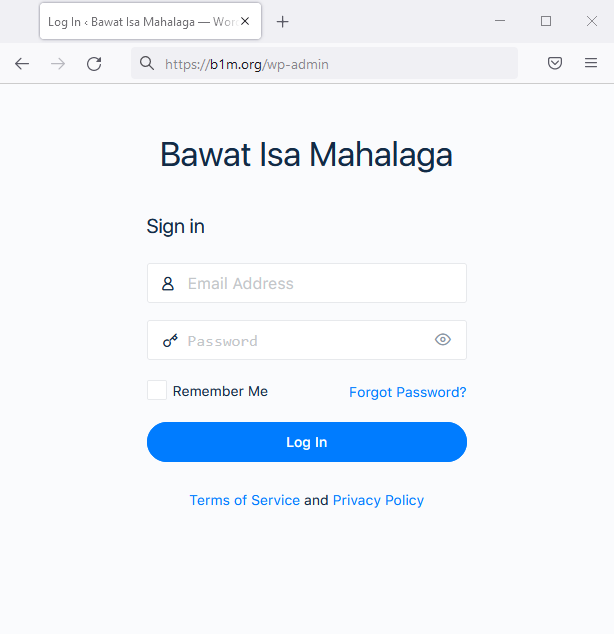 Log In ‹ Bawat Isa Mahalaga — Wor
https://b1m.org/wp-admin
Bawat Isa Mahalaga
Sign in
Email Address
Password
Remember Me
Forgot Password?
Log In
Terms of Service and Privacy Policy